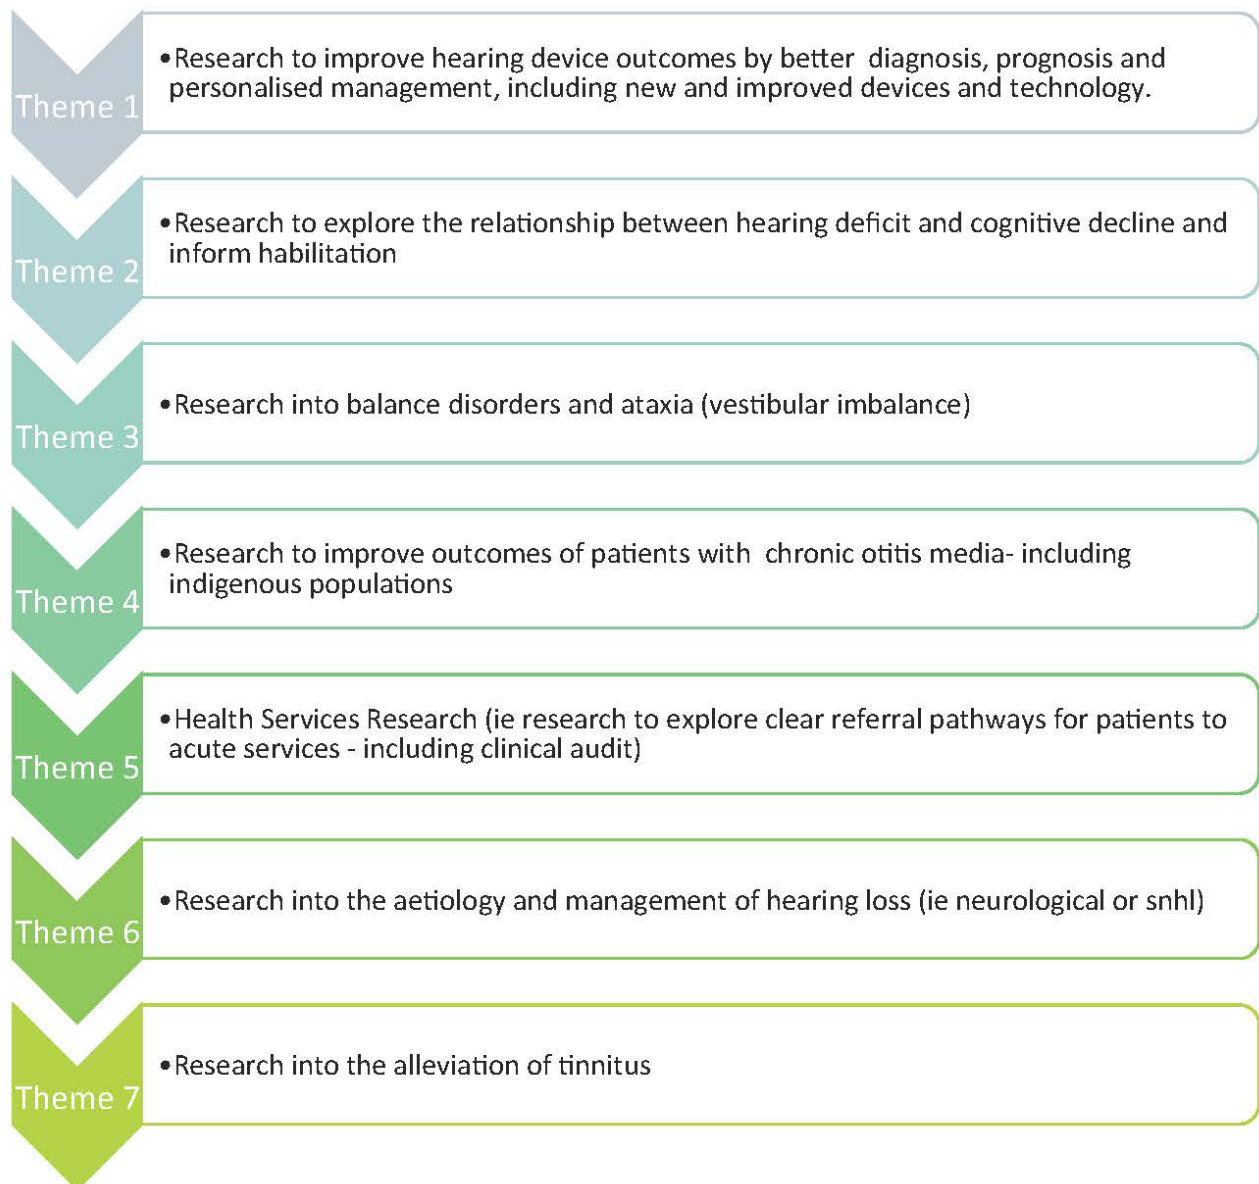 •Research to improve hearing device outcomes by better  diagnosis, prognosis and
personalised management, including new and improved devices and technology.
Theme 1
•Research to explore the relationship between hearing deficit and cognitive decline and
inform habilitation
Theme 2
•Research into balance disorders and ataxia (vestibular imbalance)
Theme 3
•Research to improve outcomes of patients with  chronic otitis media- including
indigenous populations
Theme 4
•Health Services Research (ie research to explore clear referral pathways for patients to
acute services - including clinical audit)
Theme 5
•Research into the aetiology and management of hearing loss (ie neurological or snhl)
Theme 6
•Research into the alleviation of tinnitus
Theme 7